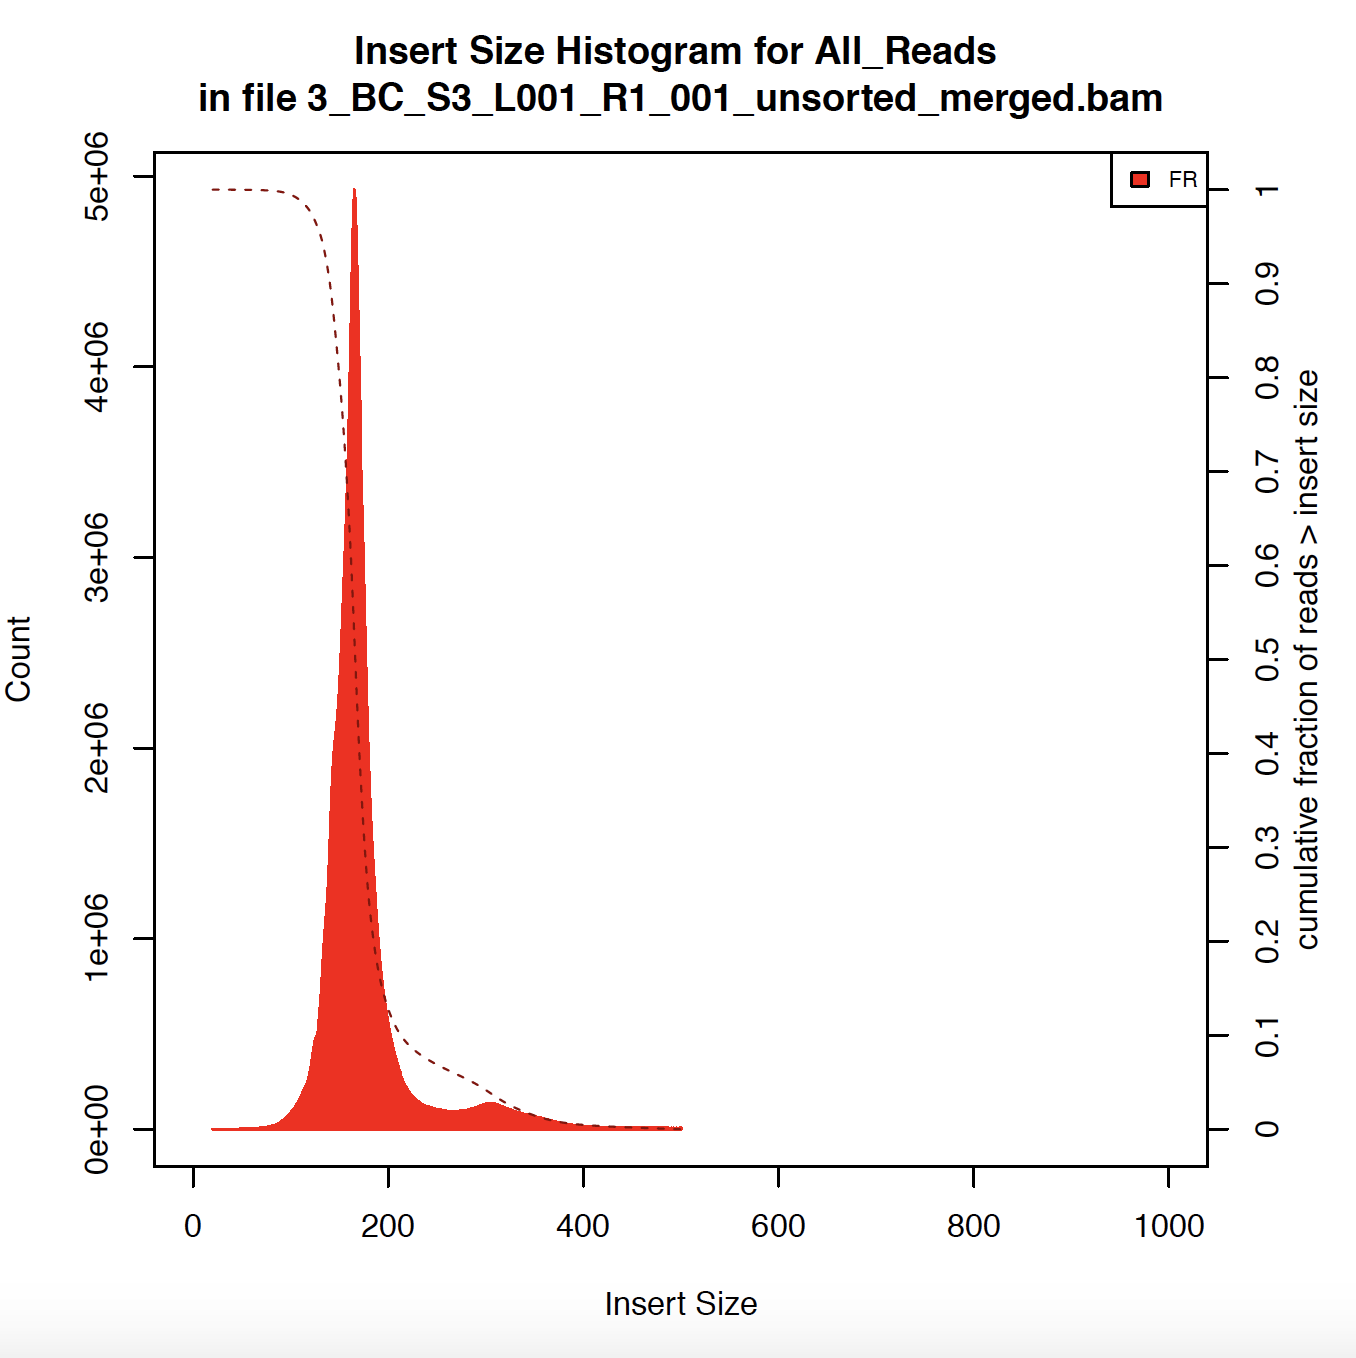 Insert Size Histogram for All_Reads
in file 3_BC_S3_L001_R1_001_unsorted_merged.bam
FR
Count
5e+06
4e+06
3e+06
2e+06
1e+06
0e+00
1
0.9
0.8
0.7
0.6
0.5
0.4
0.3
0.2
0.1
0
cumulative fraction of reads > insert size
0 200 400 600 800 1000
Insert Size